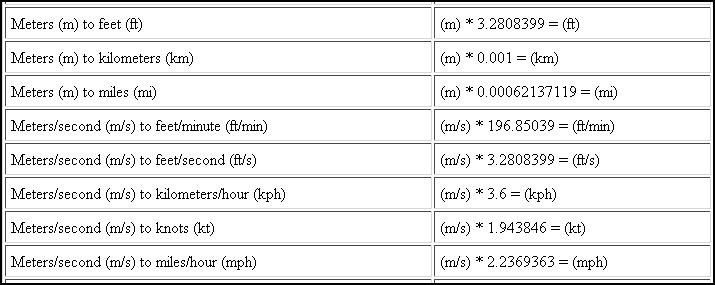 Meters (m) to feet (ft) (m) * 3.2808399 = (ft)
Meters (m) to kilometers (km) (m) * 0.001 = (km)
Meters (m) to miles (mi) (m) * 0.00062137119 = (mi)
Meters/second (m/s) to feet/minute (ft/min) (m/s) * 196.85039 = (ft/min)
Meters/second (m/s) to feet/second (ft/s) (m/s) * 3.2808399 = (ft/s)
Meters/second (m/s) to kilometers/hour (kph) (m/s) * 3.6 = (kph)
Meters/second (m/s) to knots (kt) (m/s) * 1.943846 = (kt)
Meters/second (m/s) to miles/hour (mph) (m/s) * 2.2369363 = (mph)